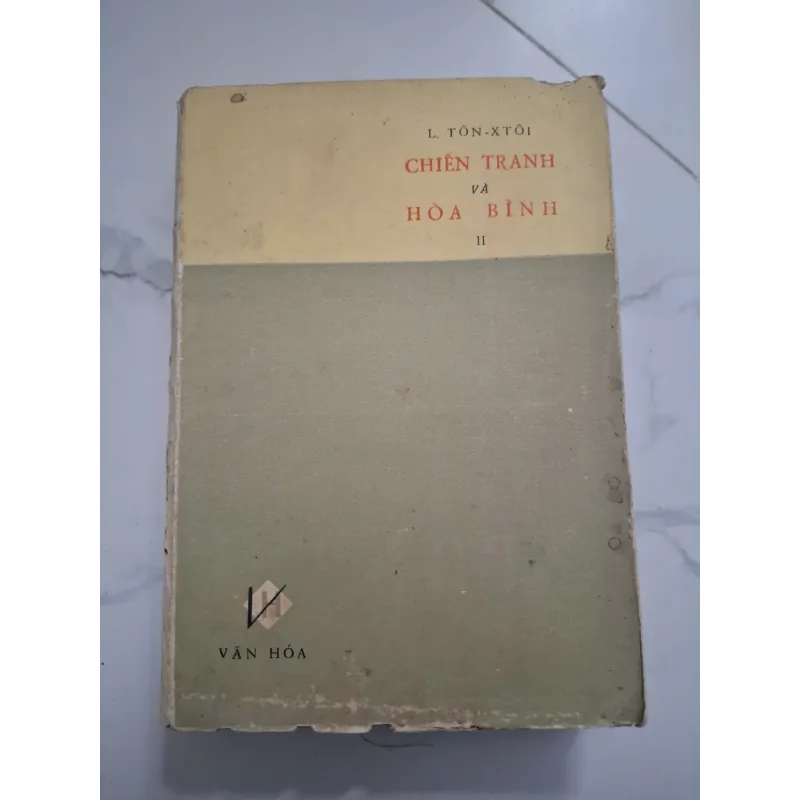 L. TÔN-XTÔI
CHIẾN TRANH
VÀ
HÒA BÌNH
II
VH
VĂN HÓA